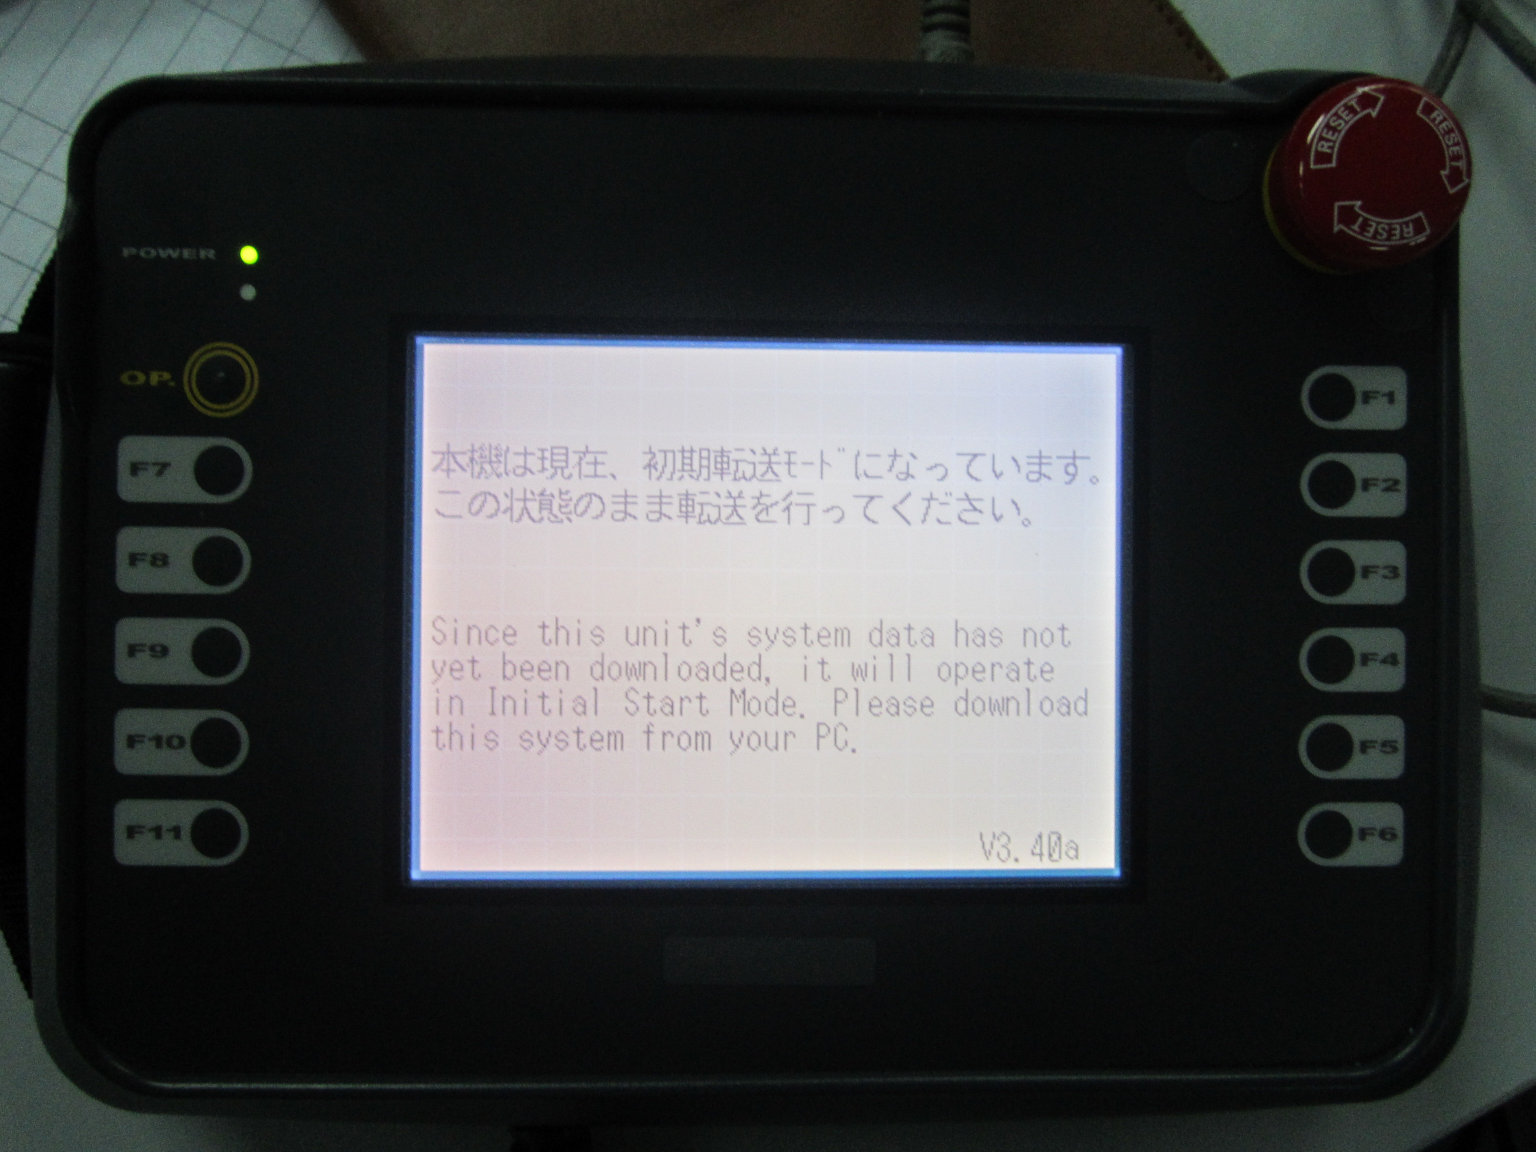 RESET
RESET
RESET
POWER
OP.
F7
F8
F9
F10
F11
本機は現在、初期転送ﾓｰﾄﾞになっています。
この状態のまま転送を行ってください。
Since this unit's system data has not
yet been downloaded, it will operate
in Initial Start Mode. Please download
this system from your PC.
V3.40a
F1
F2
F3
F4
F5
F6